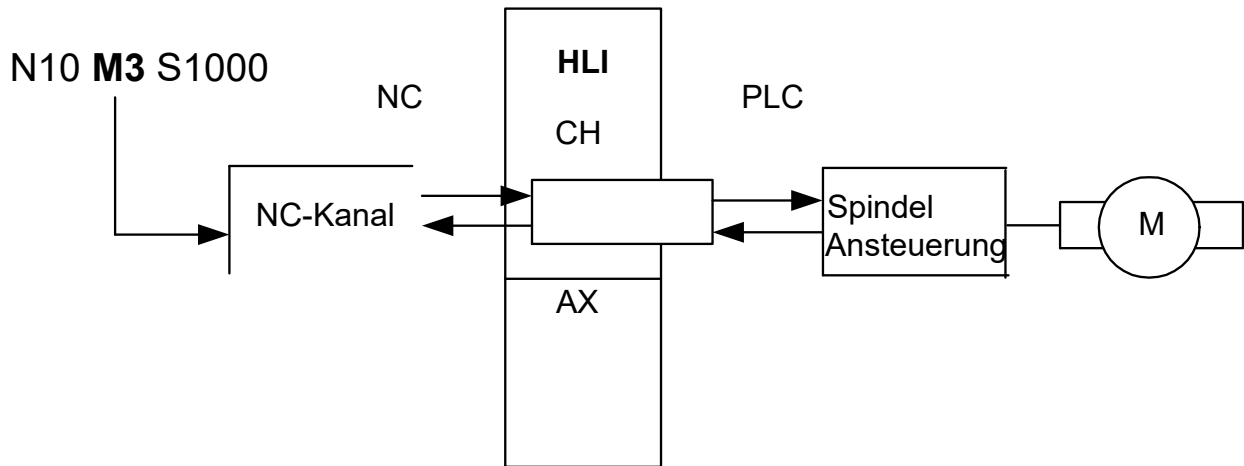 N10 M3 S1000
HLI
NC
PLC
CH
NC-Kanal
Spindel
Ansteuerung
M
AX